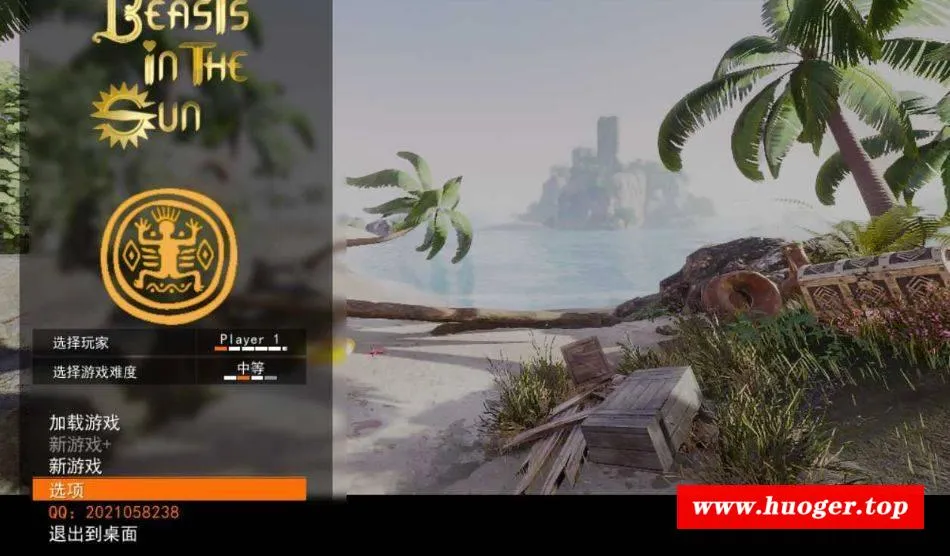 BEASTS
IN THE
SUN
选择玩家 Player 1
选择游戏难度 中等
加载游戏
新游戏+
新游戏
选项
QQ: 2021058238
退出到桌面
www.huoger.top